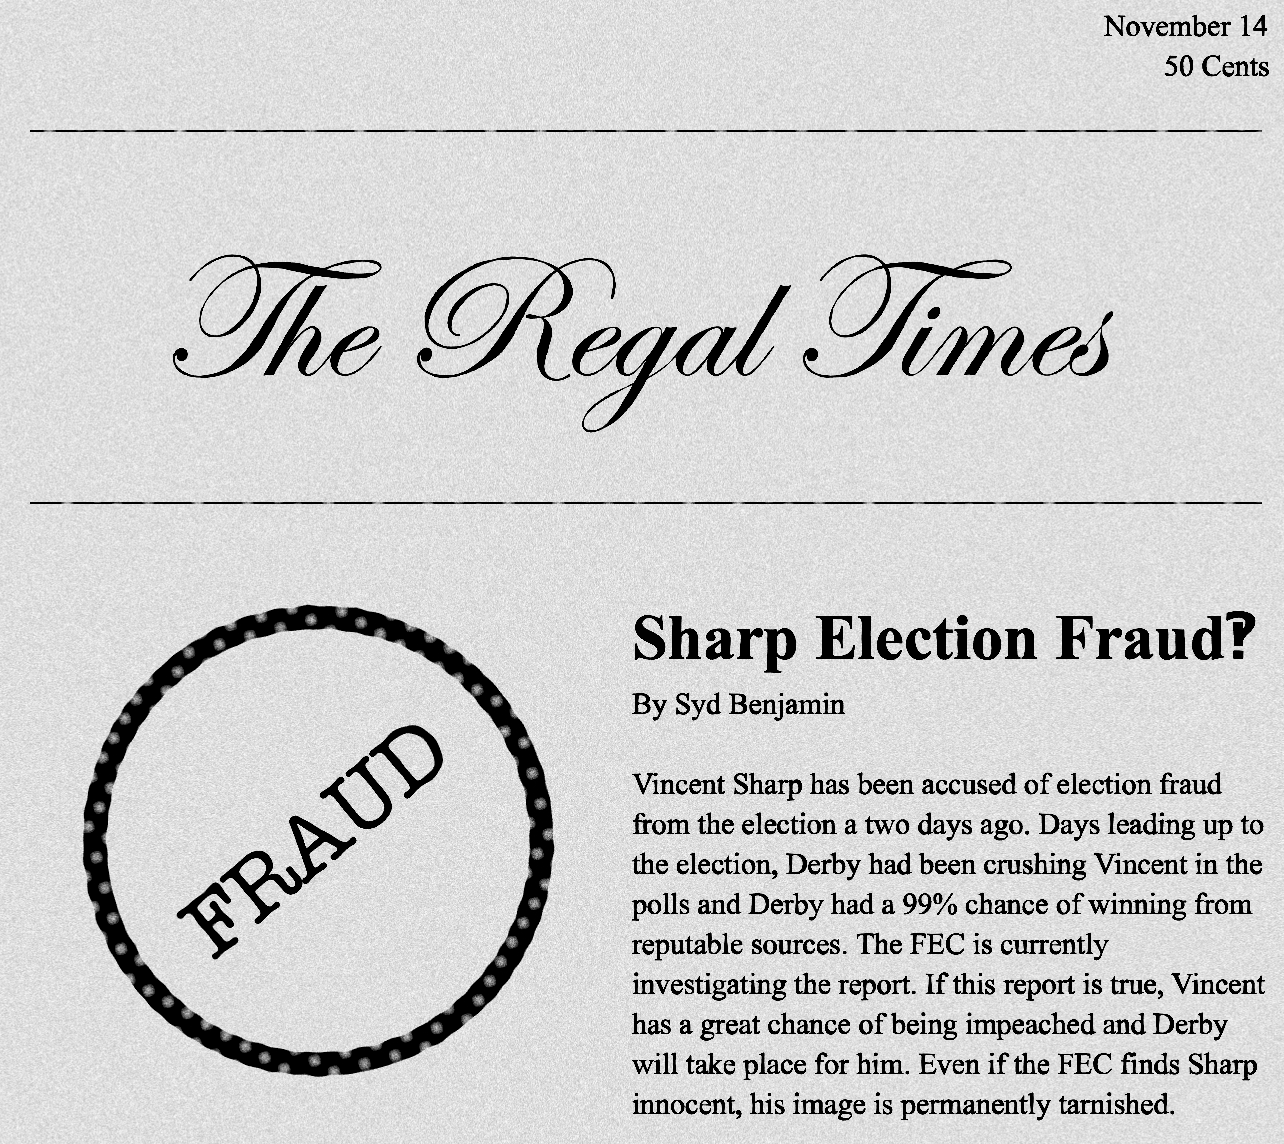 November 14
50 Cents
The Regal Times
FRAUD
Sharp Election Fraud‽
By Syd Benjamin
Vincent Sharp has been accused of election fraud
from the election a two days ago. Days leading up to
the election, Derby had been crushing Vincent in the
polls and Derby had a 99% chance of winning from
reputable sources. The FEC is currently
investigating the report. If this report is true, Vincent
has a great chance of being impeached and Derby
will take place for him. Even if the FEC finds Sharp
innocent, his image is permanently tarnished.